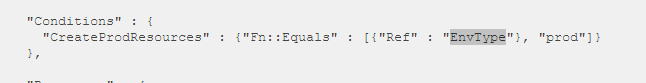 "Conditions" : {
"CreateProdResources" : {"Fn::Equals" : [{"Ref" : "EnvType"}, "prod"]}
},